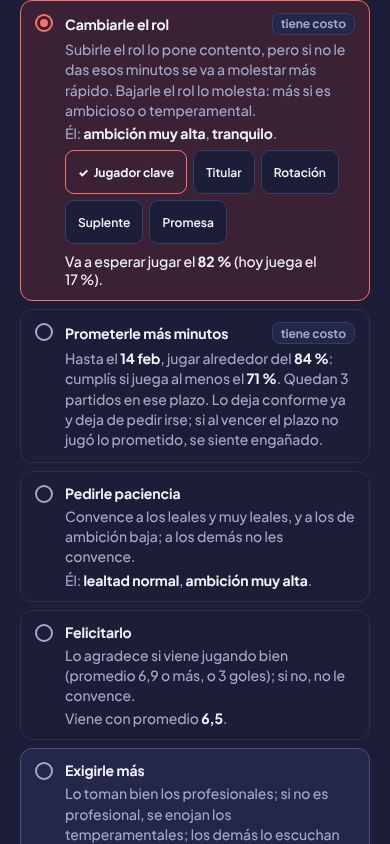 Cambiarle el rol
tiene costo
Subirle el rol lo pone contento, pero si no le
das esos minutos se va a molestar más
rápido. Bajarle el rol lo molesta: más si es
ambicioso o temperamental.
Él: ambición muy alta, tranquilo.
✓ Jugador clave
Titular
Rotación
Suplente
Promesa
Va a esperar jugar el 82 % (hoy juega el
17 %).
Prometerle más minutos
tiene costo
Hasta el 14 feb, jugar alrededor del 84 %:
cumplís si juega al menos el 71 %. Quedan 3
partidos en ese plazo. Lo deja conforme ya
y deja de pedir irse; si al vencer el plazo no
jugó lo prometido, se siente engañado.
Pedirle paciencia
Convence a los leales y muy leales, y a los de
ambición baja; a los demás no les
convence.
Él: lealtad normal, ambición muy alta.
Felicitarlo
Lo agradece si viene jugando bien
(promedio 6,9 o más, o 3 goles); si no, no le
convence.
Viene con promedio 6,5.
Exigirle más
Lo toman bien los profesionales; si no es
profesional, se enojan los
temperamentales; los demás lo escuchan